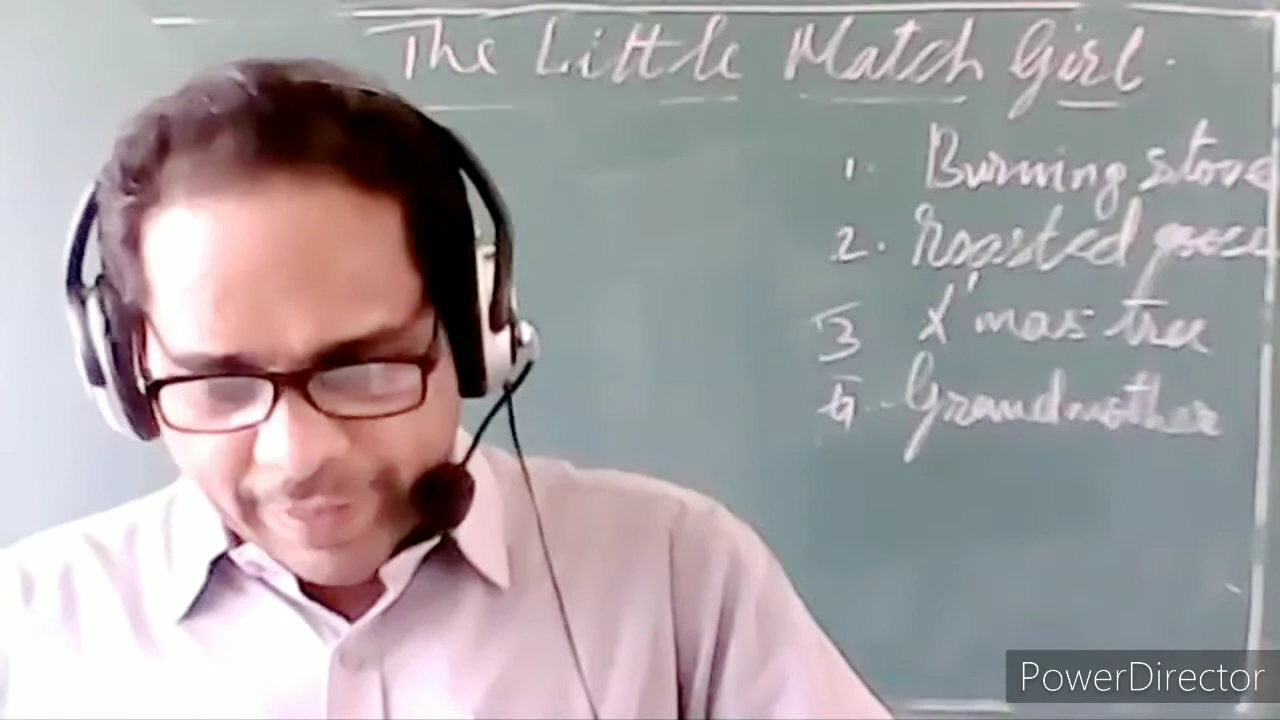 The Little Match Girl.
1. Burning stove
2. Roasted goose
3 X'mas tree
4. Grandmother
PowerDirector